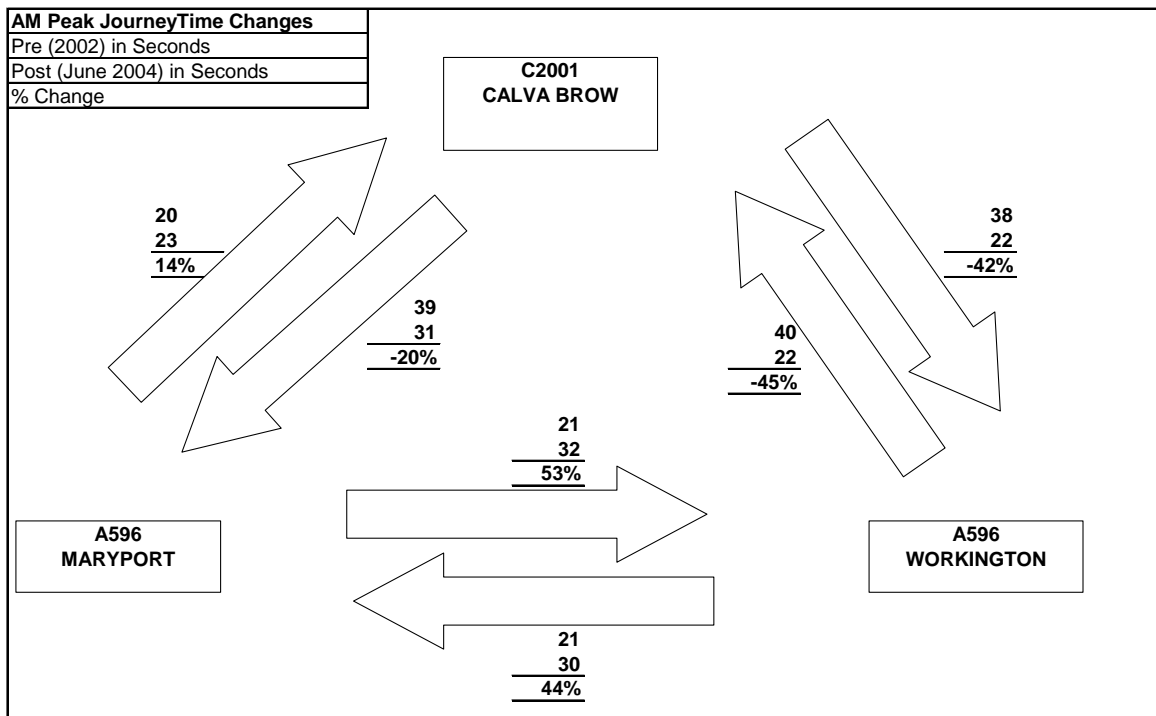 AM Peak JourneyTime Changes
Pre (2002) in Seconds
Post (June 2004) in Seconds
% Change
C2001
CALVA BROW
20
23
14%
38
22
-42%
39
31
-20%
40
22
-45%
21
32
53%
A596
MARYPORT
A596
WORKINGTON
21
30
44%